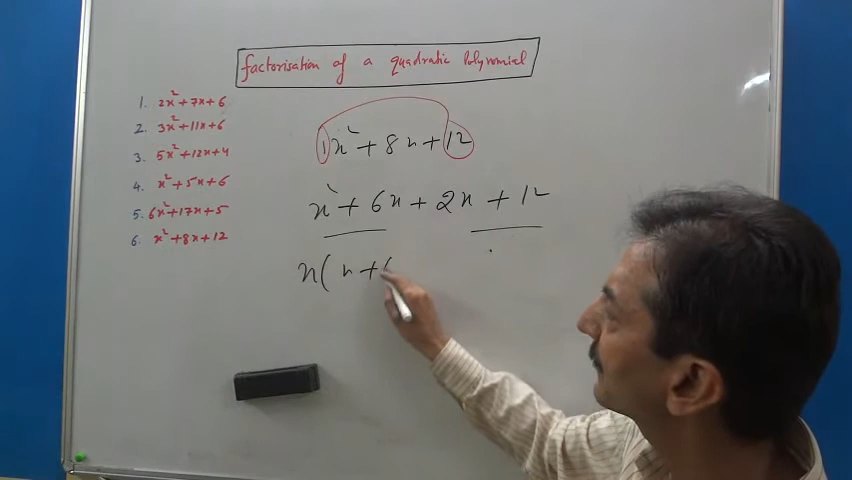 factorisation of a quadratic Polynomial
1. 2x²+7x+6
2. 3x²+11x+6
3. 5x²+12x+4
4. x²+5x+6
5. 6x²+17x+5
6. x²+8x+12
1x²+8x+12
x²+6x+2x+12
x(x+6